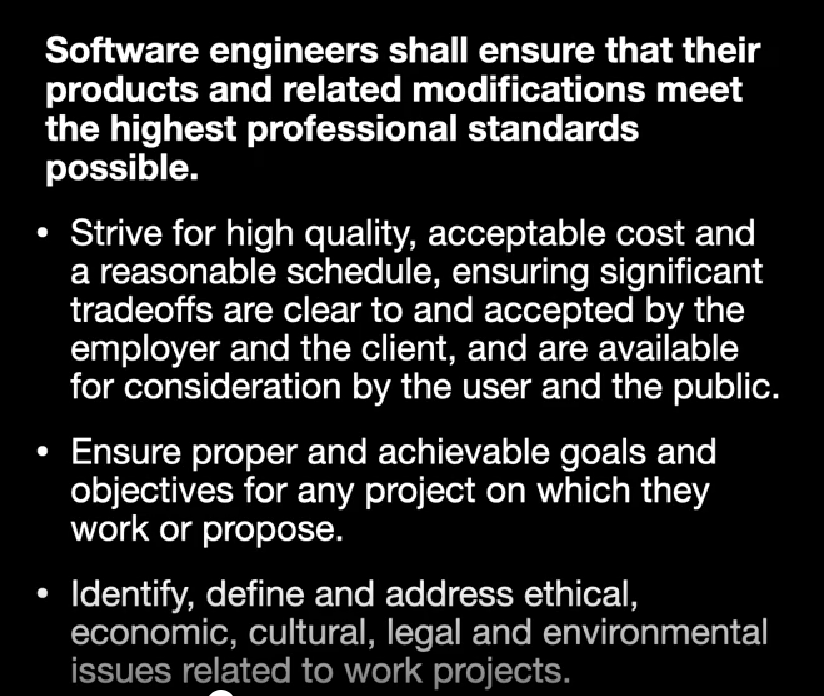 Software engineers shall ensure that their
products and related modifications meet
the highest professional standards
possible.
• Strive for high quality, acceptable cost and
a reasonable schedule, ensuring significant
tradeoffs are clear to and accepted by the
employer and the client, and are available
for consideration by the user and the public.
• Ensure proper and achievable goals and
objectives for any project on which they
work or propose.
• Identify, define and address ethical,
economic, cultural, legal and environmental
issues related to work projects.